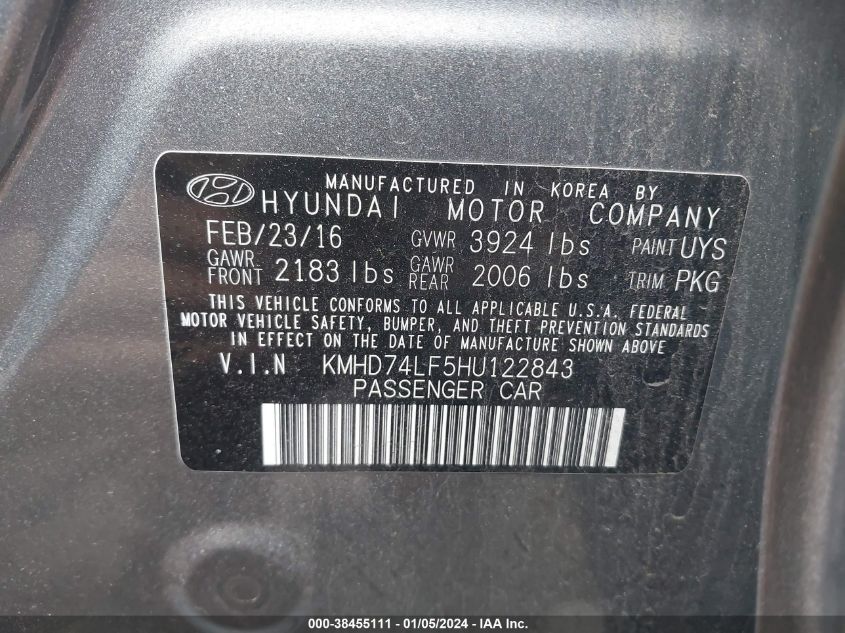 MANUFACTURED IN KOREA BY
HYUNDAI MOTOR COMPANY
FEB/23/16 GVWR 3924 lbs PAINT UYS
GAWR FRONT 2183 lbs GAWR REAR 2006 lbs TRIM PKG
THIS VEHICLE CONFORMS TO ALL APPLICABLE U.S.A. FEDERAL
MOTOR VEHICLE SAFETY, BUMPER, AND THEFT PREVENTION STANDARDS
IN EFFECT ON THE DATE OF MANUFACTURE SHOWN ABOVE
V.I.N KMHD74LF5HU122843
PASSENGER CAR
000-38455111 - 01/05/2024 - 1st Class Auctions Inc.